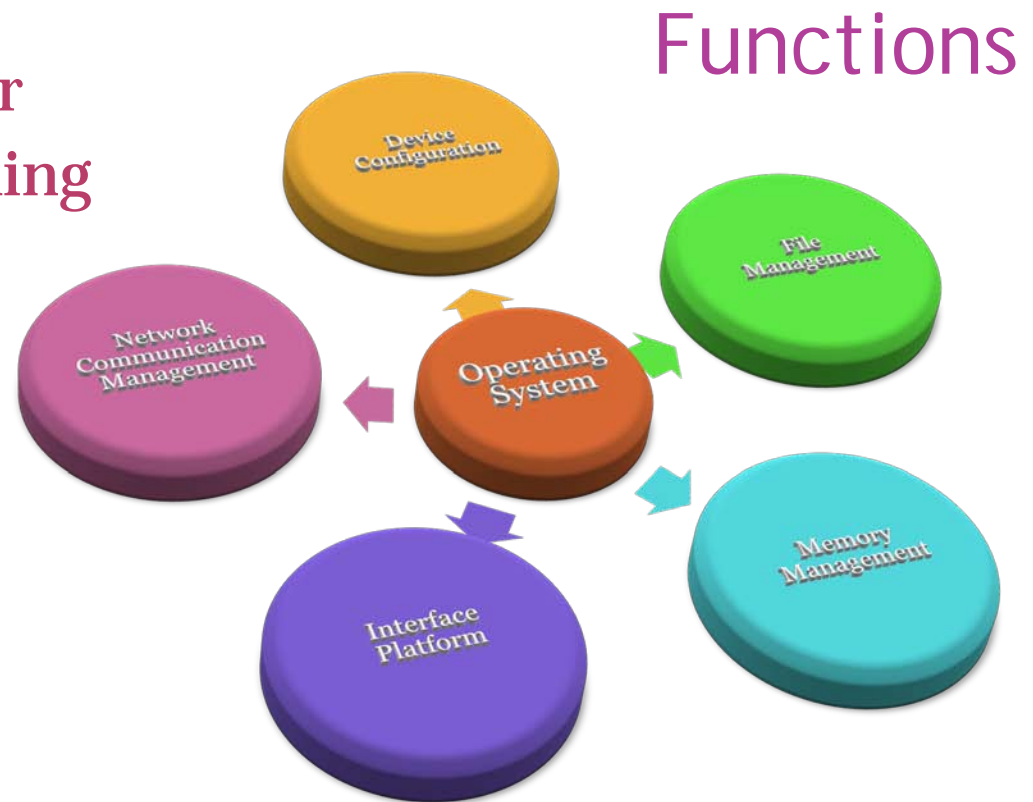 Functions
r
ing
Device
Configuration
File
Management
Network
Communication
Management
Operating
System
Memory
Management
Interface
Platform